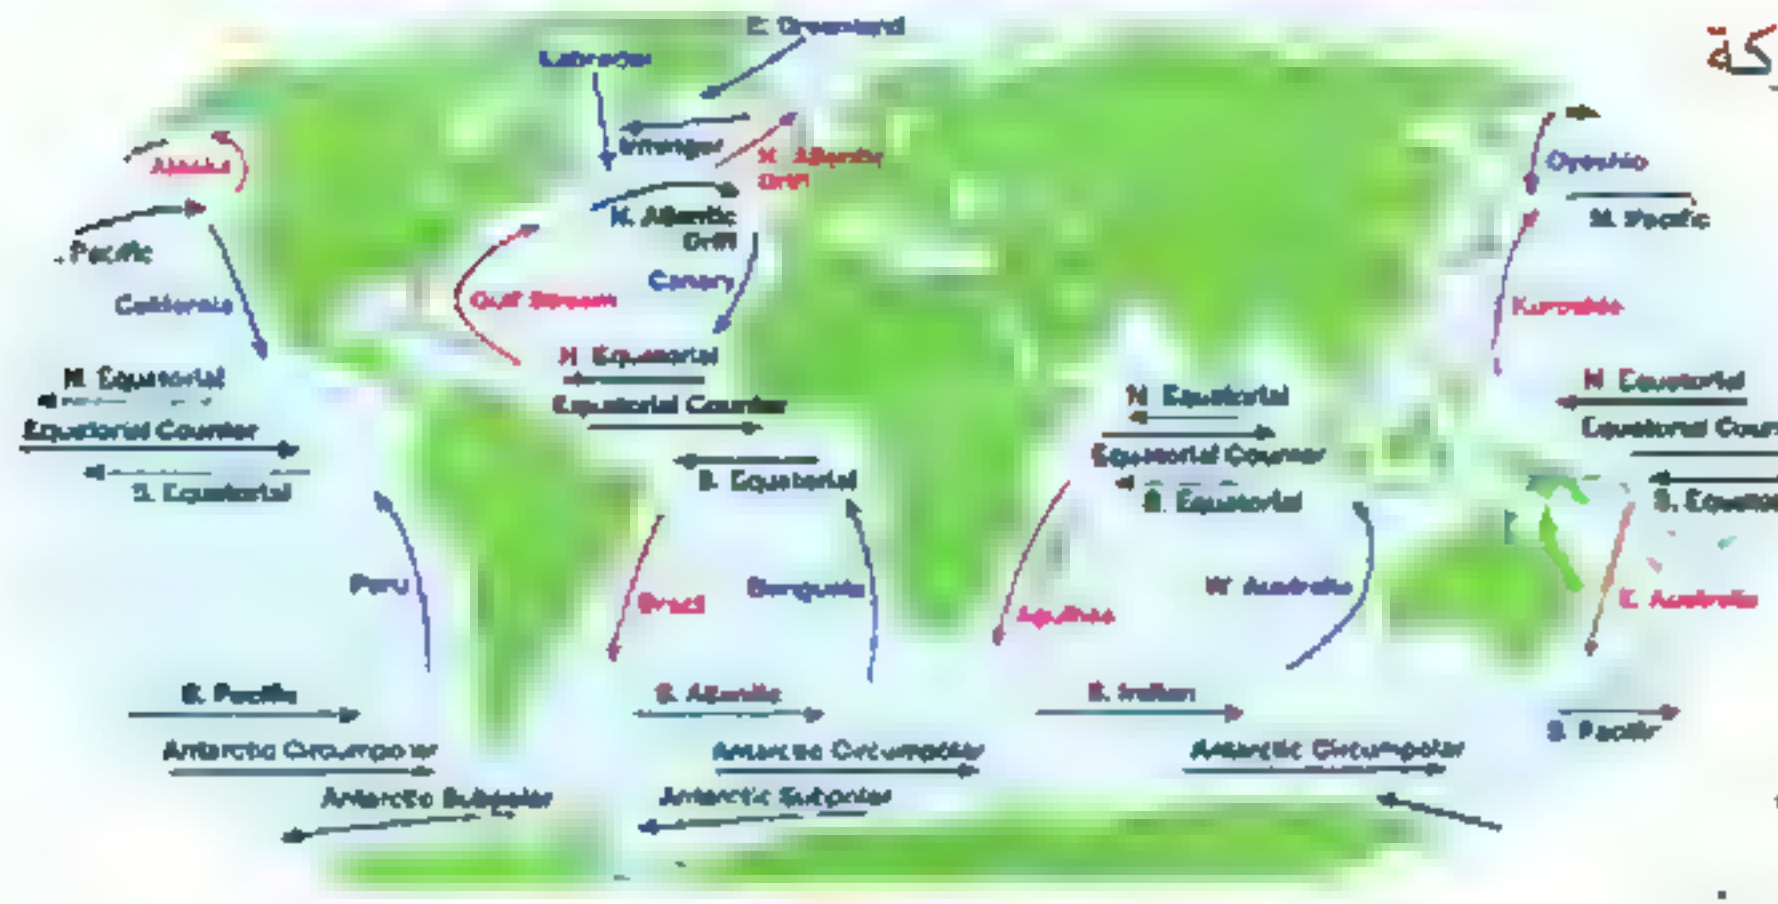 E. Greenland
Labrador
Irminger
N. Atlantic
Drift
Alaska
Oyashio
N. Atlantic
Drift
N. Pacific
Pacific
Canary
California
Gulf Stream
Kuroshio
N. Equatorial
N. Equatorial
N. Equatorial
N. Equatorial
Equatorial Counter
Equatorial Counter
Equatorial Counter
S. Equatorial
S. Equatorial
S. Equatorial
Peru
Brazil
Benguela
Agulhas
W Australia
E. Australia
S. Pacific
S. Atlantic
S. Indian
S. Pacific
Antarctic Circumpolar
Antarctic Circumpolar
Antarctic Circumpolar
Antarctic Subpolar
Antarctic Subpolar